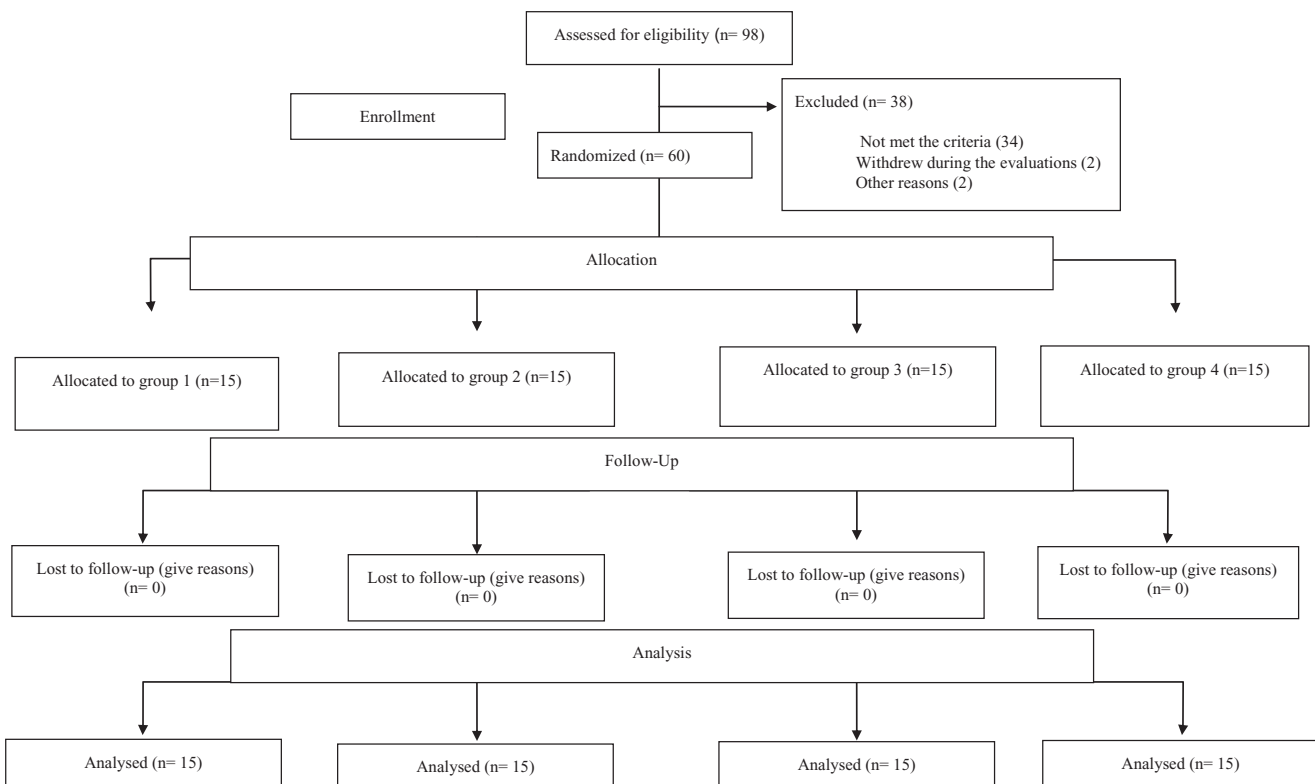 Assessed for eligibility (n= 98)
Enrollment
Excluded (n= 38)
Not met the criteria (34)
Withdrew during the evaluations (2)
Other reasons (2)
Randomized (n= 60)
Allocation
Allocated to group 1 (n=15)
Allocated to group 2 (n=15)
Allocated to group 3 (n=15)
Allocated to group 4 (n=15)
Follow-Up
Lost to follow-up (give reasons)
(n= 0)
Lost to follow-up (give reasons)
(n= 0)
Lost to follow-up (give reasons)
(n= 0)
Lost to follow-up (give reasons)
(n= 0)
Analysis
Analysed (n= 15)
Analysed (n= 15)
Analysed (n= 15)
Analysed (n= 15)